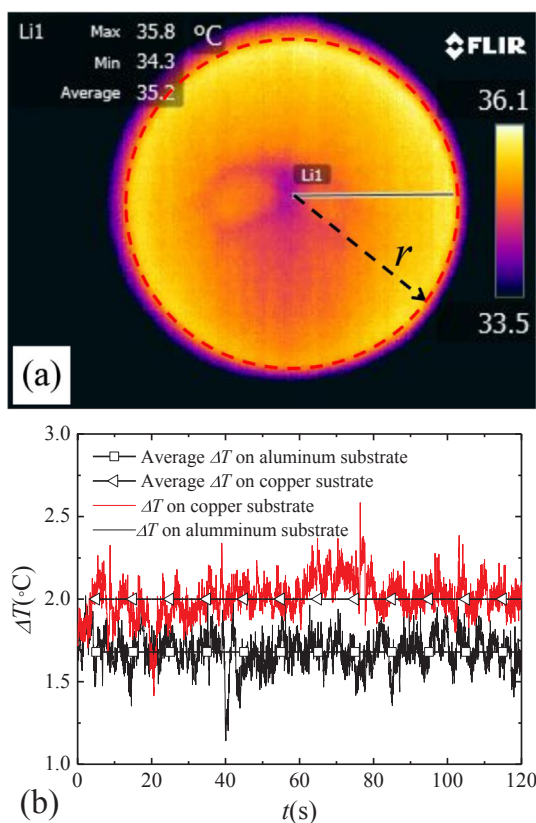 Li1 Max 35.8 °C
Min 34.3
Average 35.2
FLIR
36.1
Li1
r
33.5
(a)
3.0
Average ΔT on aluminum substrate
Average ΔT on copper sustrate
2.5
ΔT on copper substrate
ΔT on alumminum substrate
2.0
ΔT(°C)
1.5
1.0
0 20 40 60 80 100 120
(b) t(s)